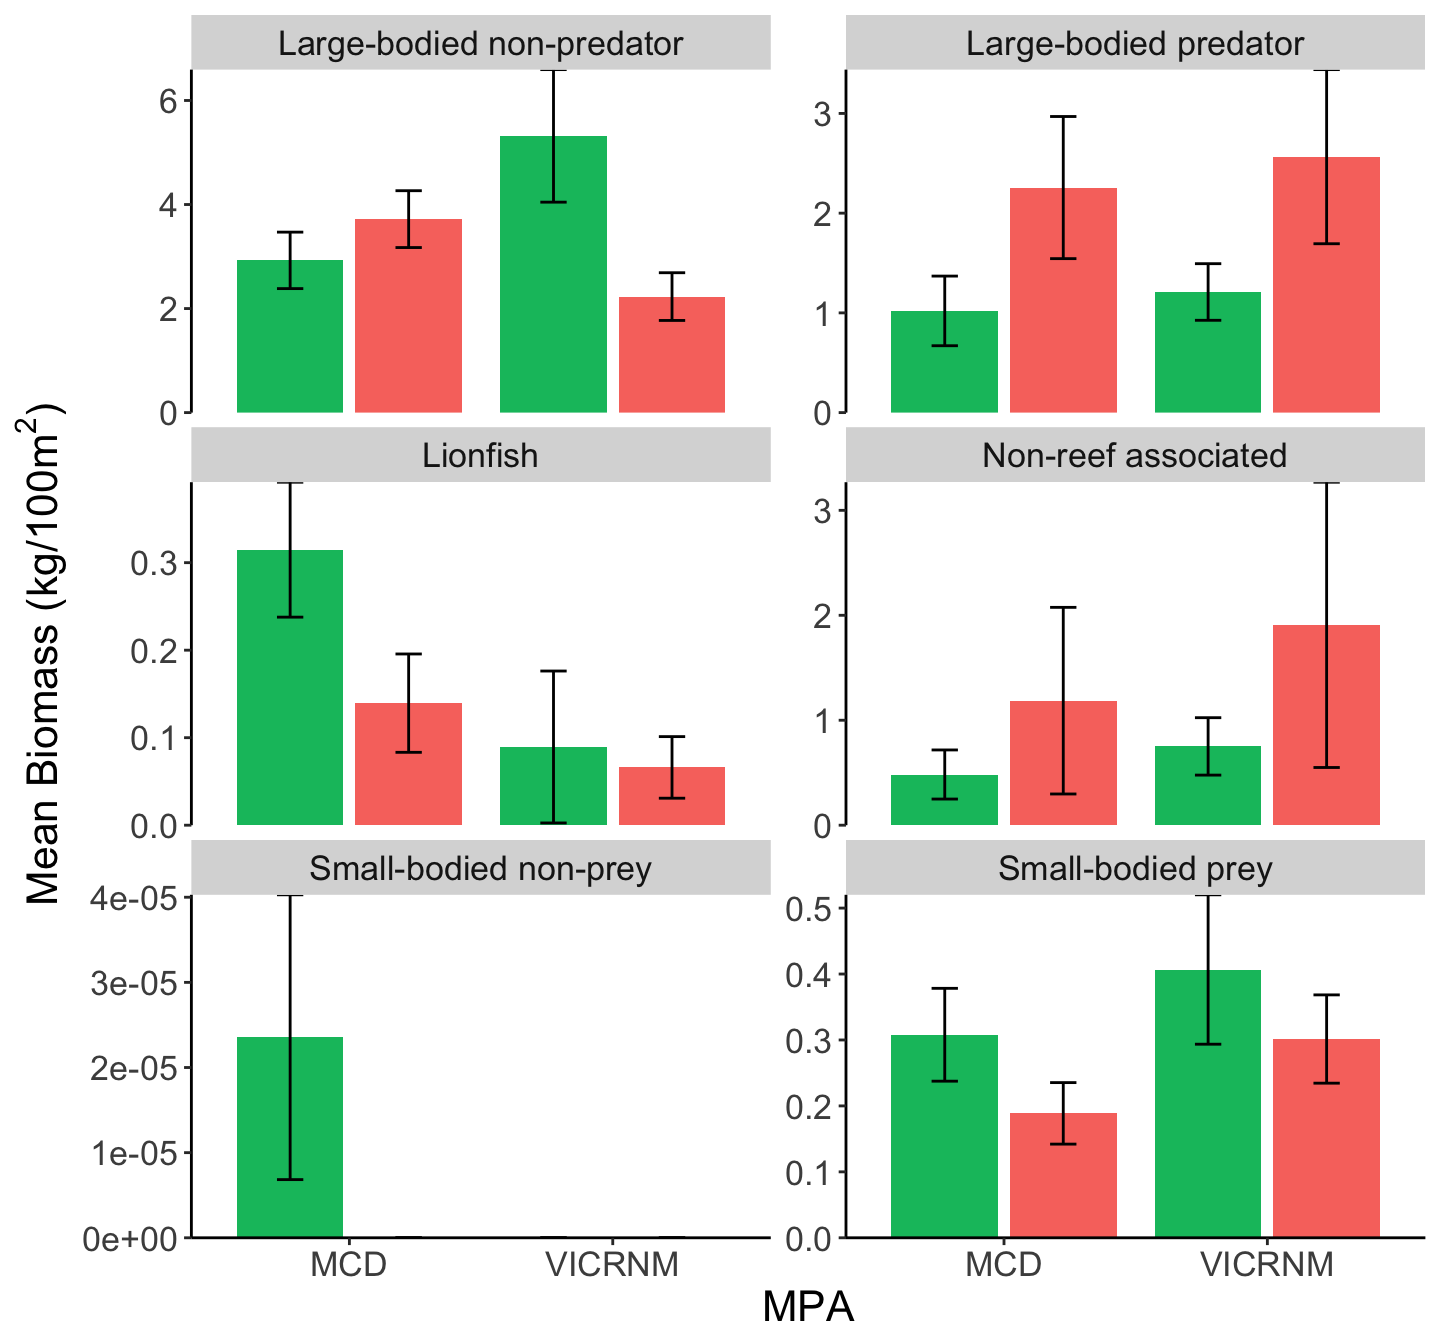 Large-bodied non-predator
Large-bodied predator
6
4
2
0
3
2
1
0
Lionfish
Non-reef associated
0.3
0.2
0.1
0.0
3
2
1
0
Mean Biomass (kg/100m²)
Small-bodied non-prey
Small-bodied prey
4e-05
3e-05
2e-05
1e-05
0e+00
0.5
0.4
0.3
0.2
0.1
0.0
MCD
VICRNM
MCD
VICRNM
MPA